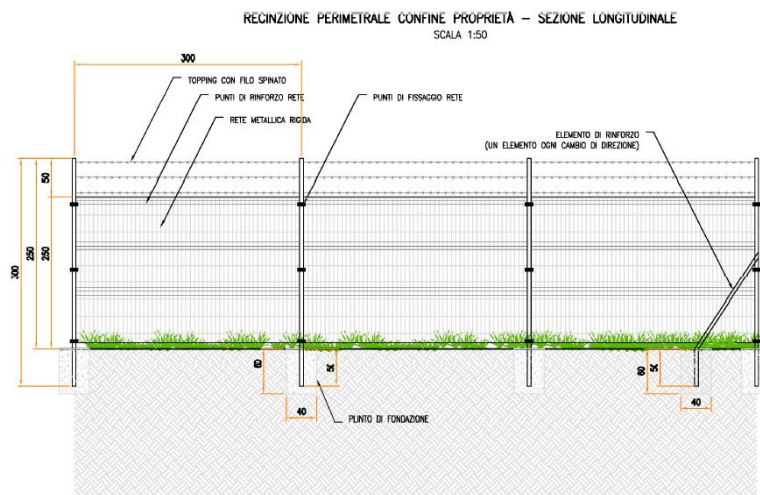 RECINZIONE PERIMETRALE CONFINE PROPRIETÀ – SEZIONE LONGITUDINALE
SCALA 1:50
300
TOPPING CON FILO SPINATO
PUNTI DI RINFORZO RETE
PUNTI DI FISSAGGIO RETE
RETE METALLICA RIGIDA
ELEMENTO DI RINFORZO
(UN ELEMENTO OGNI CAMBIO DI DIREZIONE)
50
300
250
250
60
50
60
50
40
40
PUNTO DI FONDAZIONE